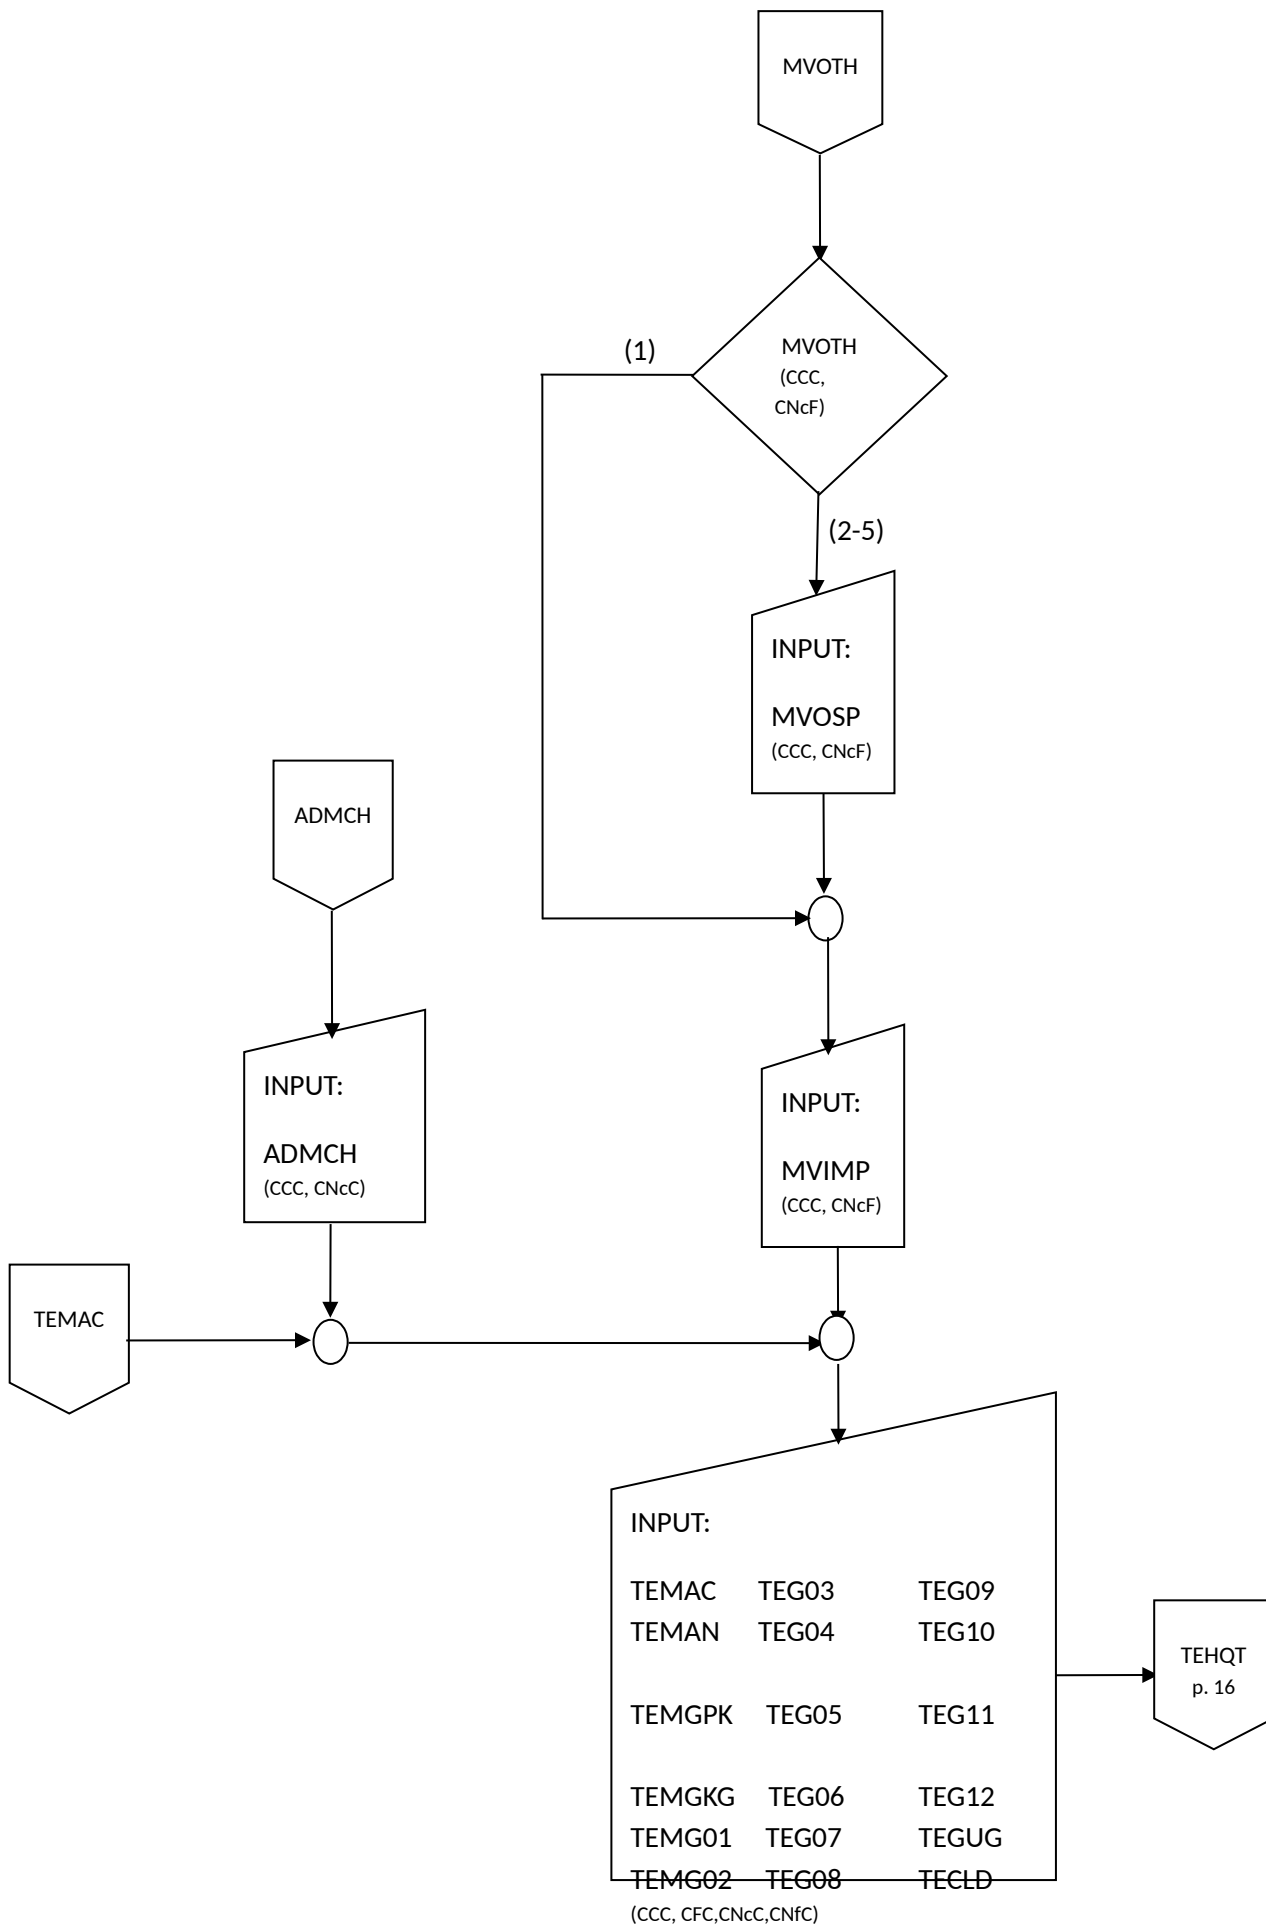 MVOTH
(1)
MVOTH
(CCC,
CNcF)
(2-5)
INPUT:
MVOSP
(CCC, CNcF)
ADMCH
INPUT:
ADMCH
(CCC, CNcC)
INPUT:
MVIMP
(CCC, CNcF)
TEMAC
INPUT:
TEMAC TEG03 TEG09
TEMAN TEG04 TEG10
TEMGPK TEG05 TEG11
TEMGKG TEG06 TEG12
TEMG01 TEG07 TEGUG
TEMG02 TEG08 TECLD
(CCC, CFC,CNcC,CNfC)
TEHQT
p. 16